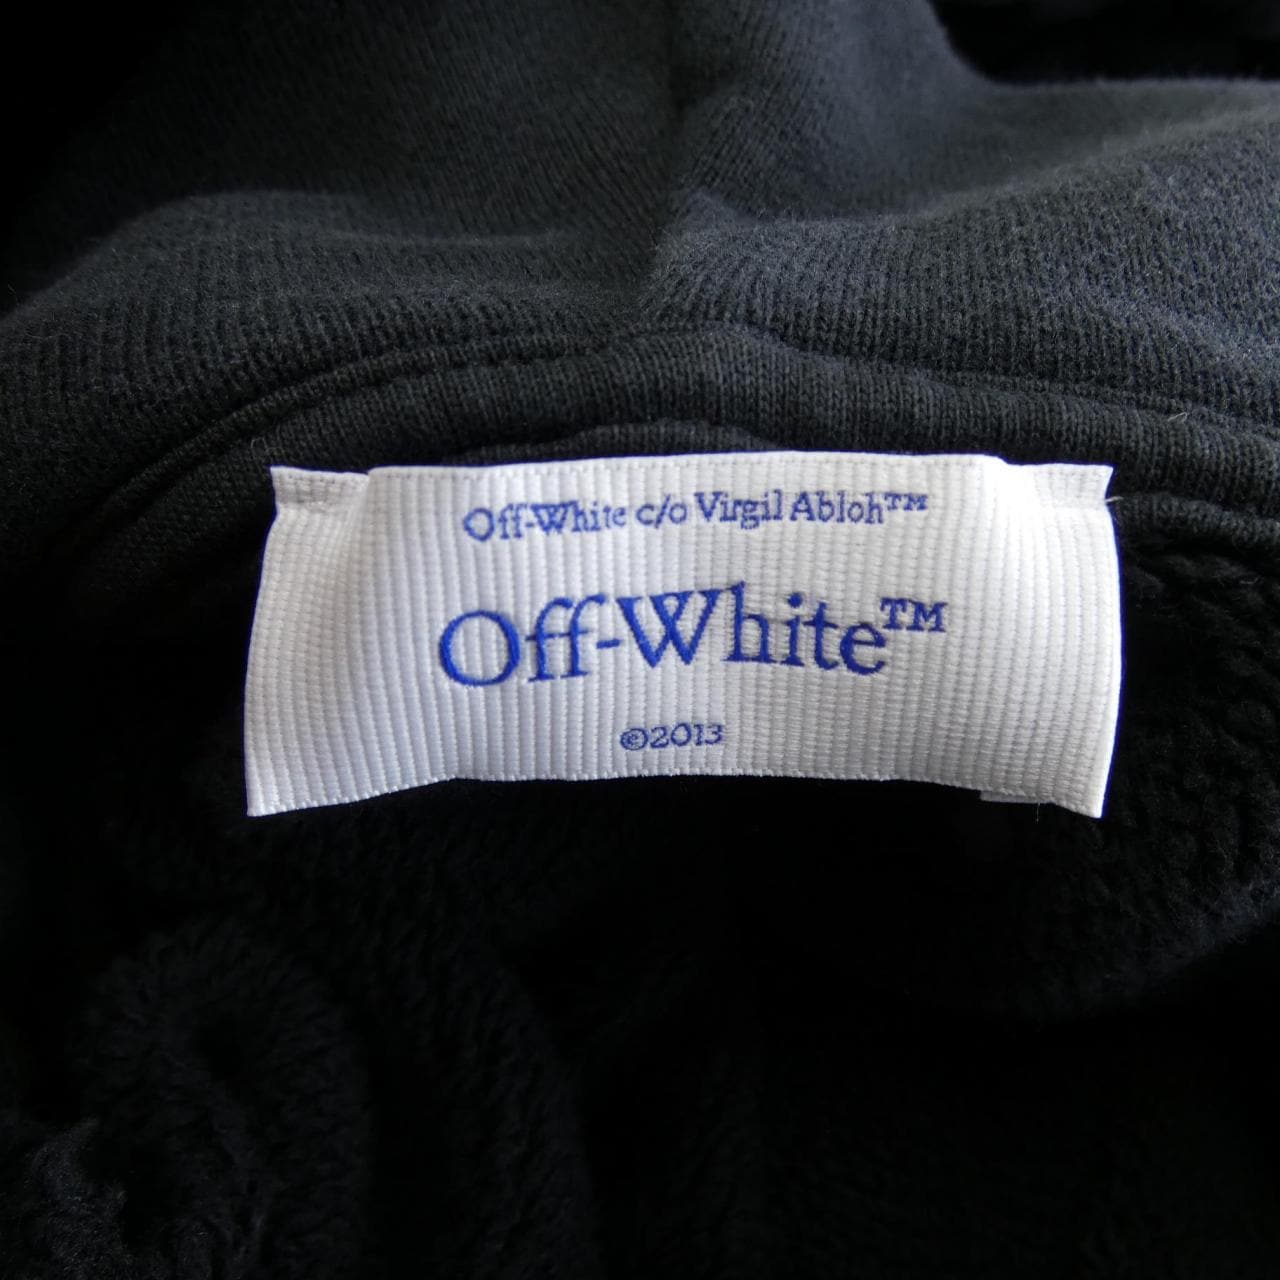 Off-White c/o Virgil Abloh™
Off-White™
©2013